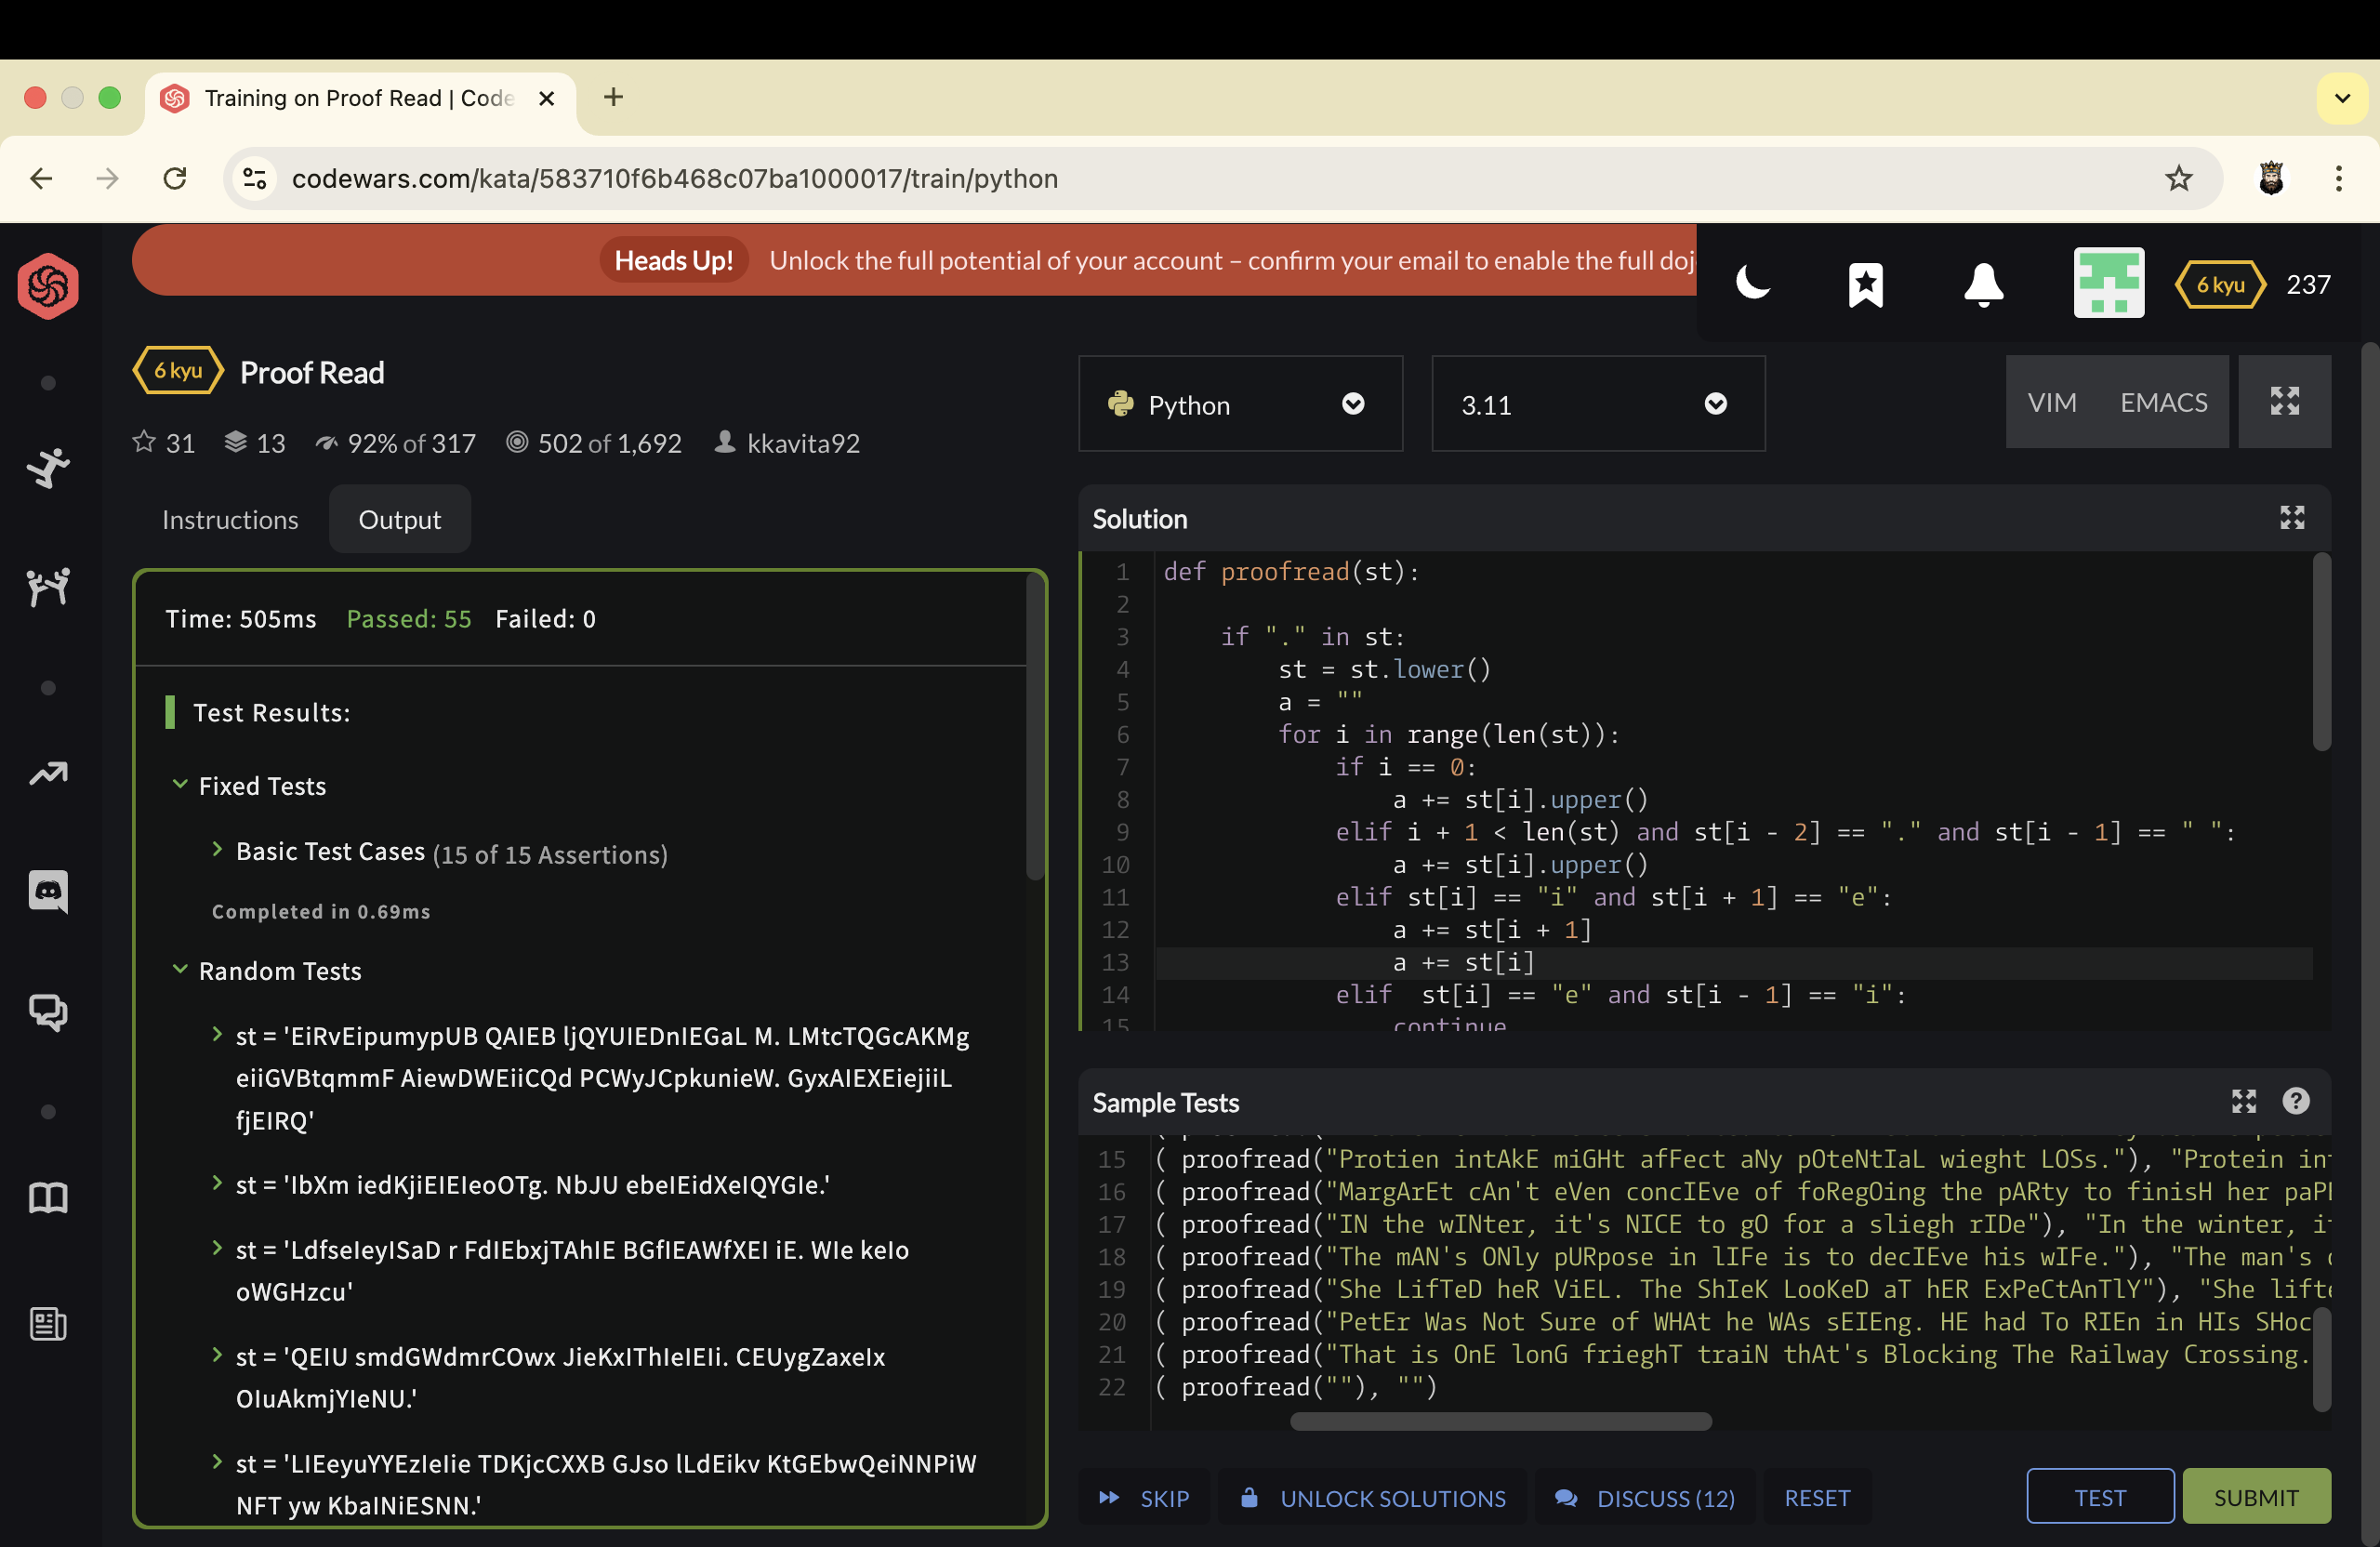 Training on Proof Read | Code
codewars.com/kata/583710f6b468c07ba1000017/train/python
Heads Up! Unlock the full potential of your account – confirm your email to enable the full doj
6 kyu 237
6 kyu Proof Read
31 13 92% of 317 502 of 1,692 kkavita92
Instructions Output
Time: 505ms Passed: 55 Failed: 0
Test Results:
Fixed Tests
Basic Test Cases (15 of 15 Assertions)
Completed in 0.69ms
Random Tests
st = 'EiRvEipumypUB QAIEB ljQYUIEDnIEGaL M. LMtcTQGcAKMg
eiiGVBtqmmF AiewDWEiiCQd PCWyJCpkunieW. GyxAIEXEiejiiL
fjEIRQ'
st = 'IbXm iedKjiEIEIeoOTg. NbJU ebeIEidXeIQYGIe.'
st = 'LdfseIeyISaD r FdIEbxjTAhIE BGfIEAWfXEI iE. WIe keIo
oWGHzcu'
st = 'QEIU smdGWdmrCOwx JieKxIThIeIEIi. CEUygZaxeIx
OIuAkmjYIeNU.'
st = 'LIEeyuYYEzIeIie TDKjcCXXB GJso lLdEikv KtGEbwQeiNNPiW
NFT yw KbaINiESNN.'
Python 3.11 VIM EMACS
Solution
1 def proofread(st):
2
3 if "." in st:
4 st = st.lower()
5 a = ""
6 for i in range(len(st)):
7 if i == 0:
8 a += st[i].upper()
9 elif i + 1 < len(st) and st[i - 2] == "." and st[i - 1] == " ":
10 a += st[i].upper()
11 elif st[i] == "i" and st[i + 1] == "e":
12 a += st[i + 1]
13 a += st[i]
14 elif  st[i] == "e" and st[i - 1] == "i":
15 continue
Sample Tests
15 ( proofread("Protien intAkE miGHt afFect aNy pOteNtIaL wieght LOSs."), "Protein int
16 ( proofread("MargArEt cAn't eVen concIEve of foRegOing the pARty to finisH her paP
17 ( proofread("IN the wINter, it's NICE to gO for a sliegh rIDe"), "In the winter, it
18 ( proofread("The mAN's ONly pURpose in lIFe is to decIEve his wIFe."), "The man's o
19 ( proofread("She LifTeD heR ViEL. The ShIeK LooKeD aT hER ExPeCtAnTlY"), "She lifte
20 ( proofread("PetEr Was Not Sure of WHAt he WAs sEIEng. HE had To RIEn in HIs SHoc
21 ( proofread("That is OnE lonG frieghT traiN thAt's Blocking The Railway Crossing.
22 ( proofread(""), "")
SKIP UNLOCK SOLUTIONS DISCUSS (12) RESET TEST SUBMIT